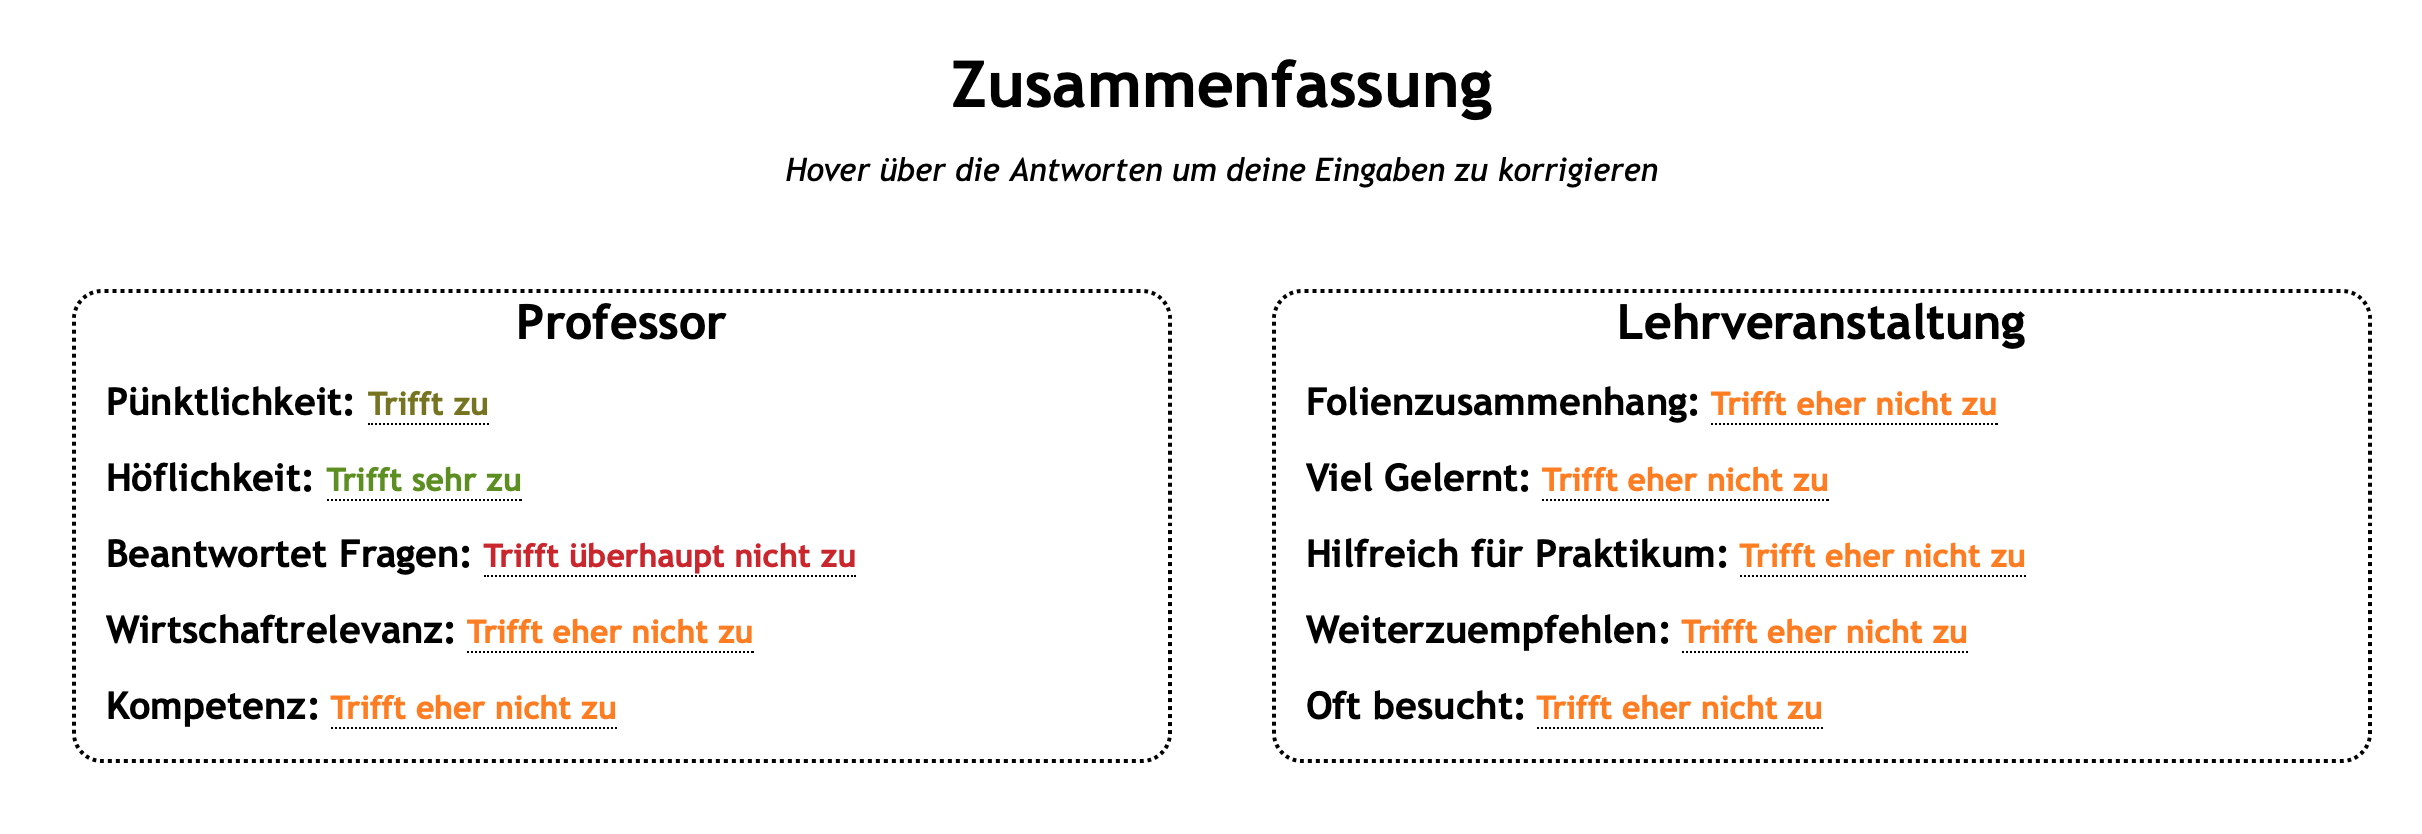 Zusammenfassung
Hover über die Antworten um deine Eingaben zu korrigieren
Professor
Pünktlichkeit: Trifft zu
Höflichkeit: Trifft sehr zu
Beantwortet Fragen: Trifft überhaupt nicht zu
Wirtschaftrelevanz: Trifft eher nicht zu
Kompetenz: Trifft eher nicht zu
Lehrveranstaltung
Folienzusammenhang: Trifft eher nicht zu
Viel Gelernt: Trifft eher nicht zu
Hilfreich für Praktikum: Trifft eher nicht zu
Weiterzuempfehlen: Trifft eher nicht zu
Oft besucht: Trifft eher nicht zu